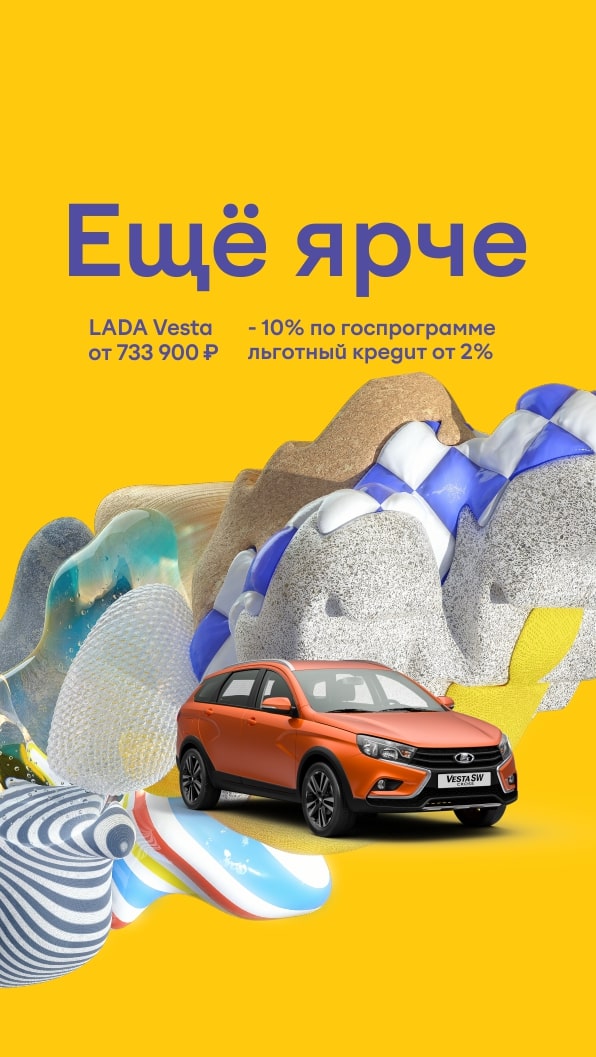 Ещё ярче
LADA Vesta
от 733 900 ₽
- 10% по госпрограмме
льготный кредит от 2%
VESTA SW
CROSS